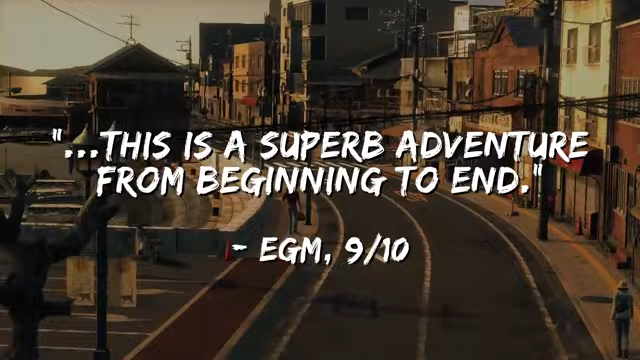 "...THIS IS A SUPERB ADVENTURE
FROM BEGINNING TO END."
- EGM, 9/10